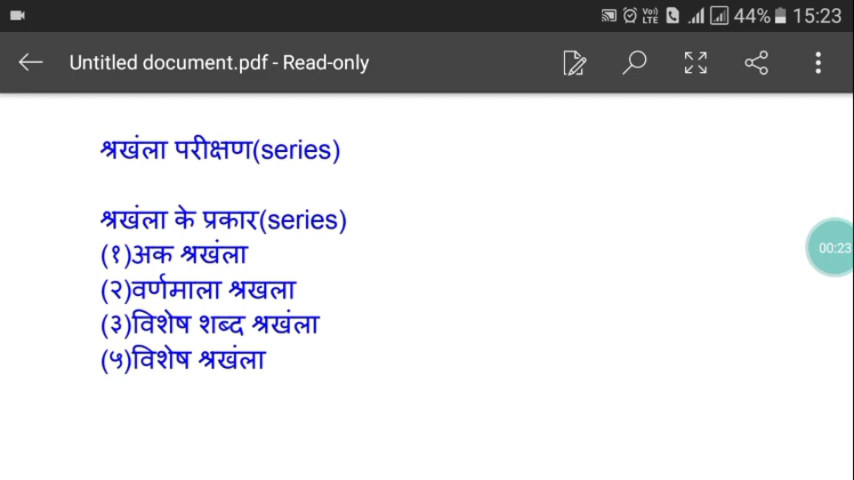 44% 15:23
Untitled document.pdf - Read-only
श्रखंला परीक्षण(series)
श्रखंला के प्रकार(series)
(१)अक श्रखंला
(२)वर्णमाला श्रखला
(३)विशेष शब्द श्रखंला
(५)विशेष श्रखंला
00:23